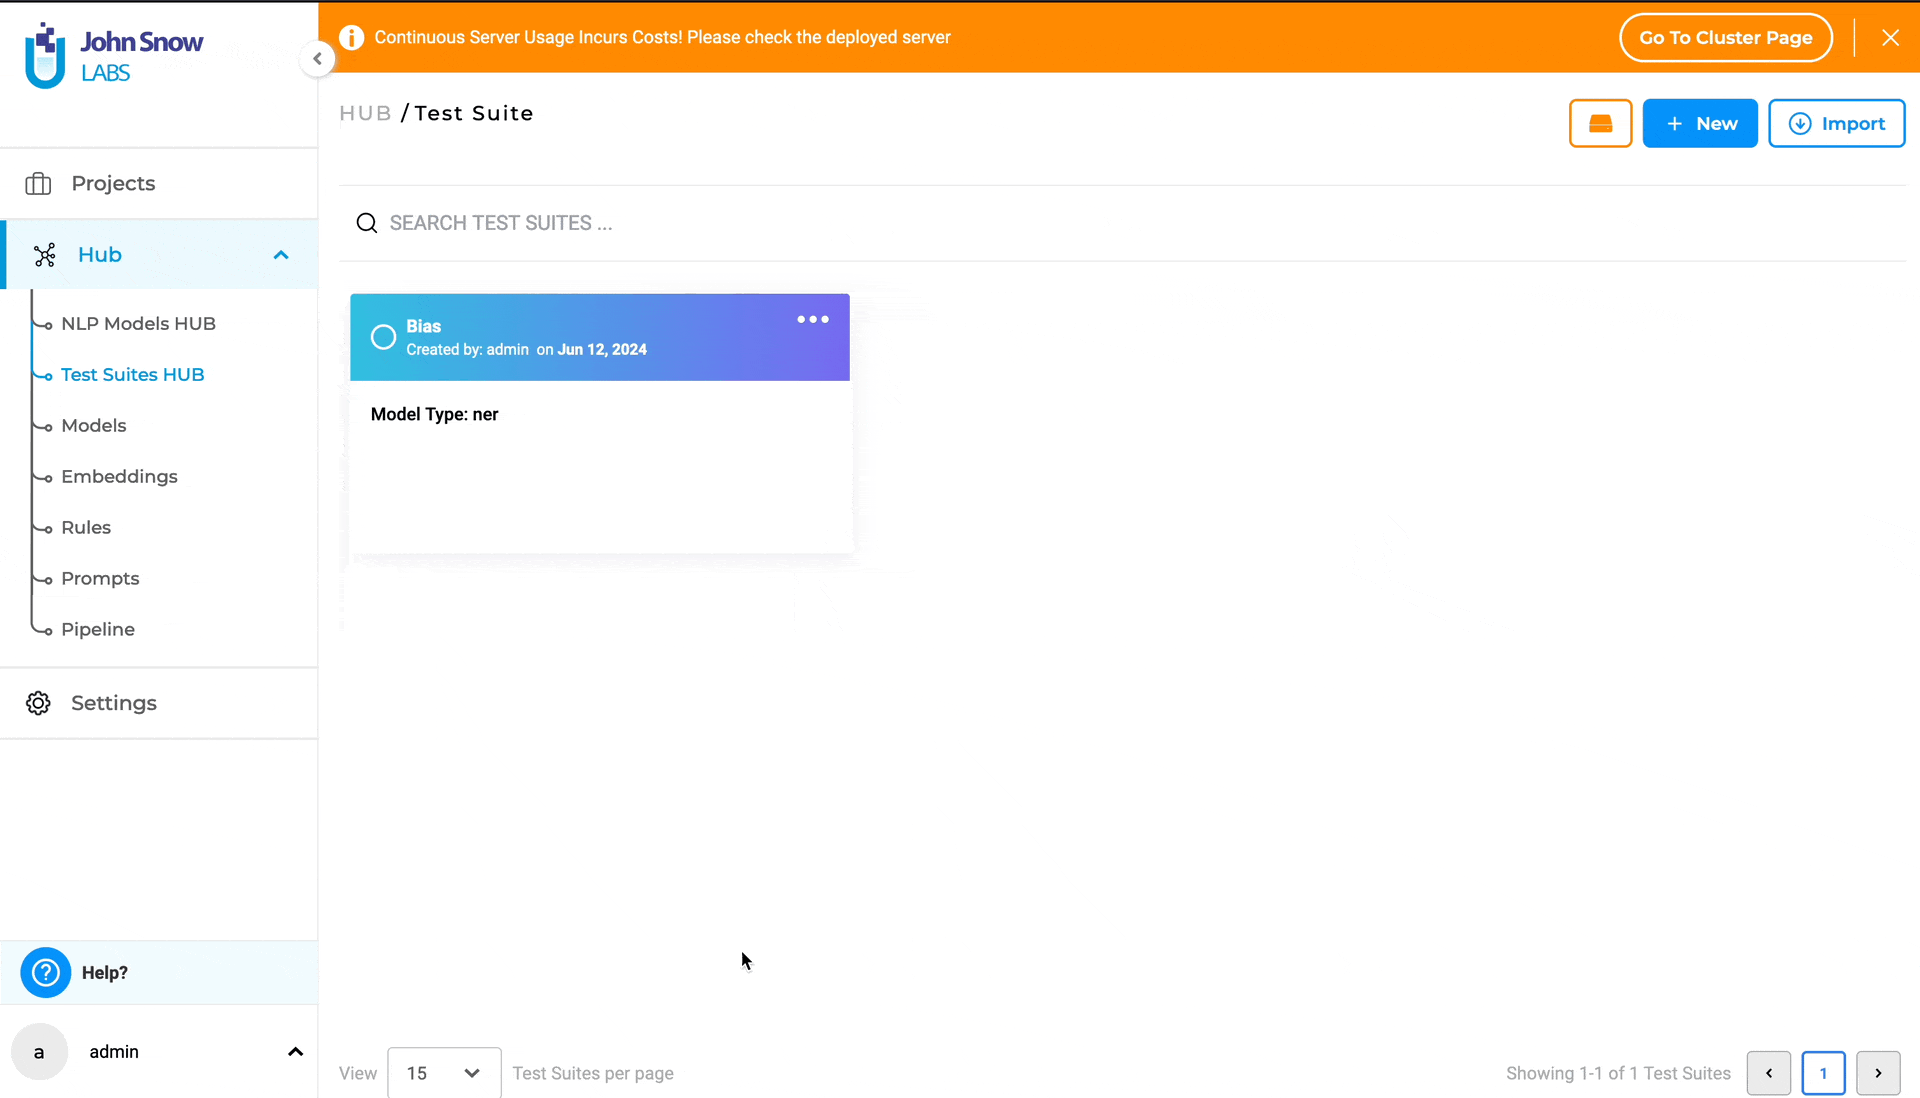 John Snow
LABS
Continuous Server Usage Incurs Costs! Please check the deployed server
Go To Cluster Page
HUB / Test Suite
+ New
Import
Projects
Hub
NLP Models HUB
Test Suites HUB
Models
Embeddings
Rules
Prompts
Pipeline
Settings
SEARCH TEST SUITES ...
Bias
Created by: admin on Jun 12, 2024
Model Type: ner
Help?
a admin
View 15 Test Suites per page
Showing 1-1 of 1 Test Suites
1